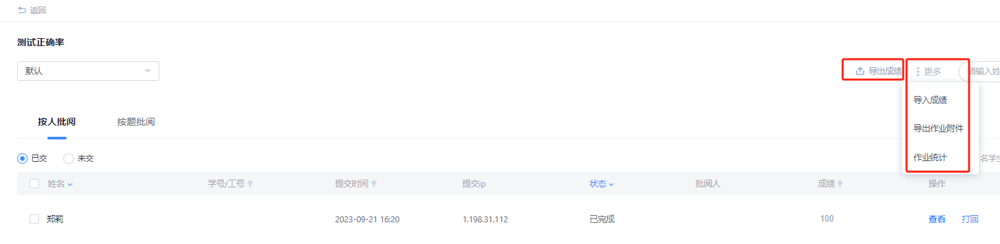 返回
测试正确率
默认
导出成绩 更多 请输入姓
导入成绩
导出作业附件
作业统计
按人批阅 按题批阅
已交 未交 名学生
姓名 学号/工号 提交时间 提交ip 状态 批阅人 成绩 操作
郑莉 2023-09-21 16:20 1.198.31.112 已完成 100 查看 打回